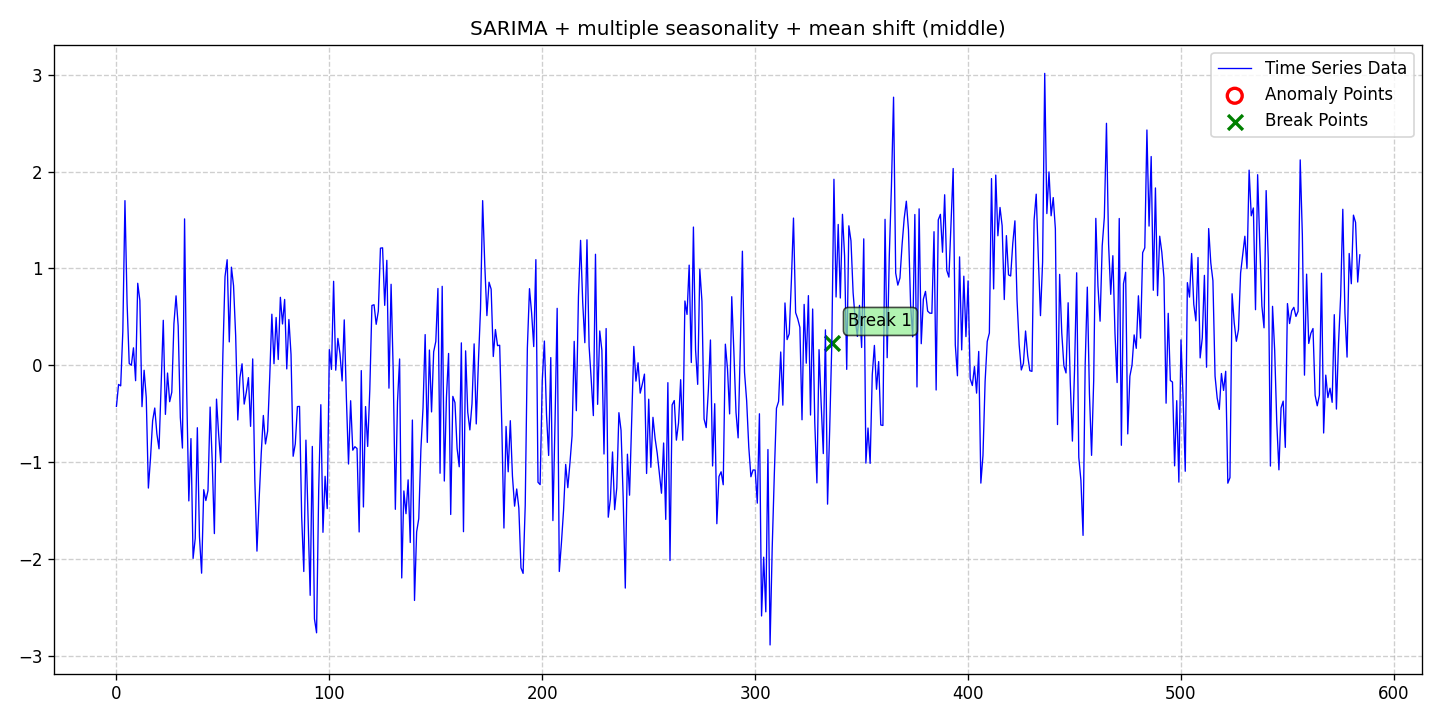 SARIMA + multiple seasonality + mean shift (middle)
Time Series Data
Anomaly Points
Break Points
Break 1
3
2
1
0
−1
−2
−3
0 100 200 300 400 500 600